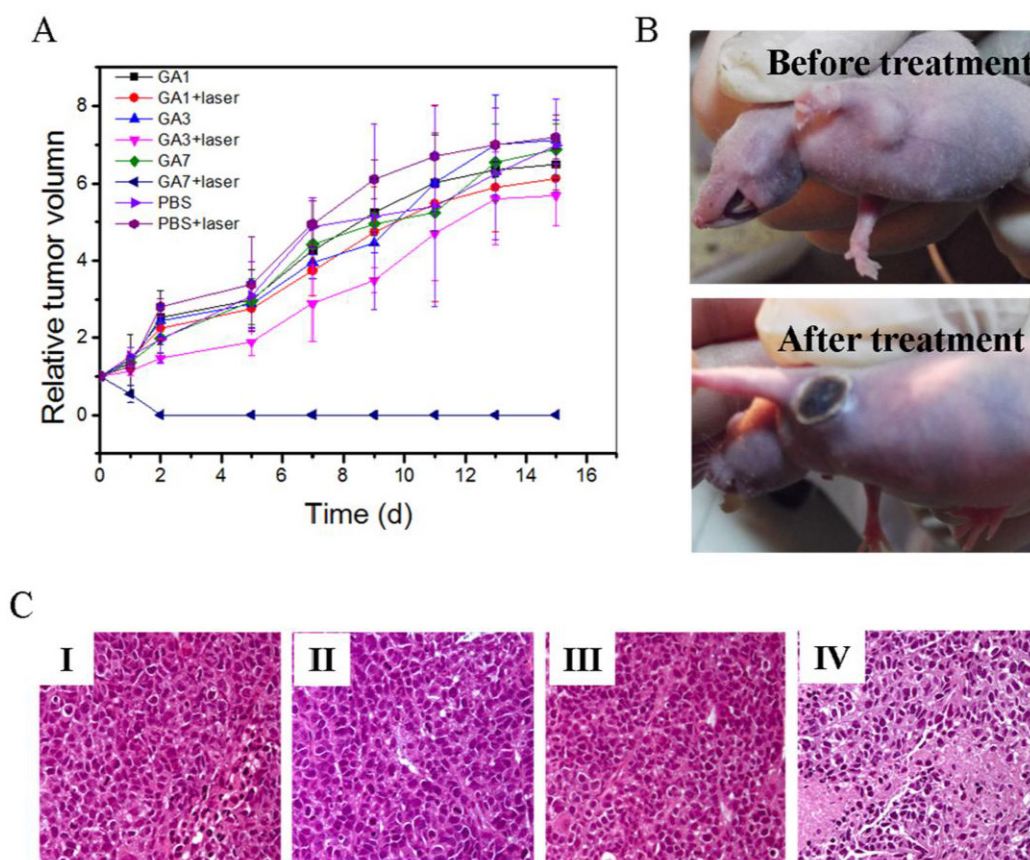 A
B
GA1
GA1+laser
GA3
GA3+laser
GA7
GA7+laser
PBS
PBS+laser
8
6
4
2
0
Relative tumor volumn
0 2 4 6 8 10 12 14 16
Time (d)
Before treatment
After treatment
C
I
II
III
IV